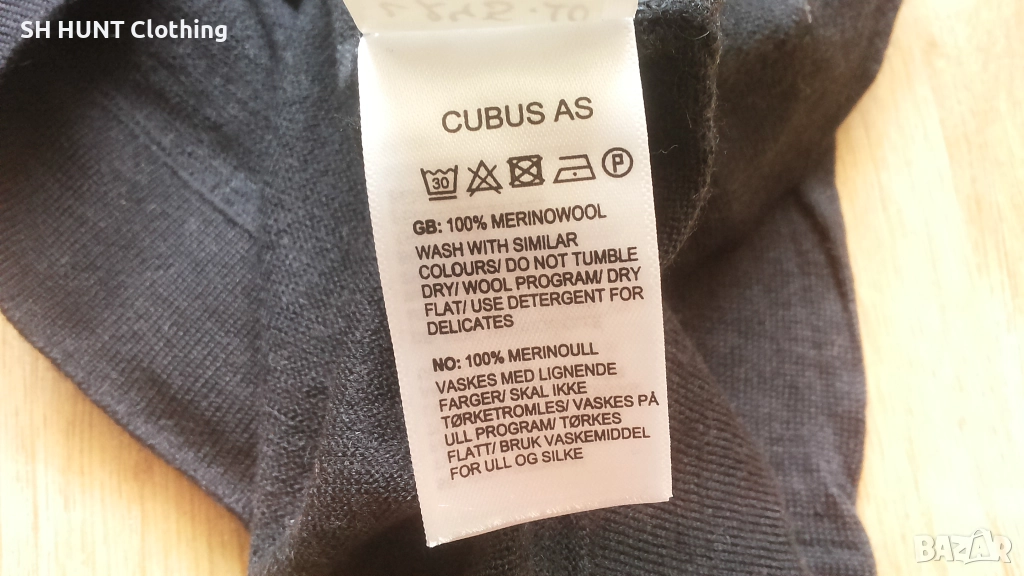 SH HUNT Clothing
CUBUS AS
30 P
GB: 100% MERINOWOOL
WASH WITH SIMILAR
COLOURS/ DO NOT TUMBLE
DRY/ WOOL PROGRAM/ DRY
FLAT/ USE DETERGENT FOR
DELICATES
NO: 100% MERINOULL
VASKES MED LIGNENDE
FARGER/ SKAL IKKE
TØRKETROMLES/ VASKES PÅ
ULL PROGRAM/ TØRKES
FLATT/ BRUK VASKEMIDDEL
FOR ULL OG SILKE
BAZAR